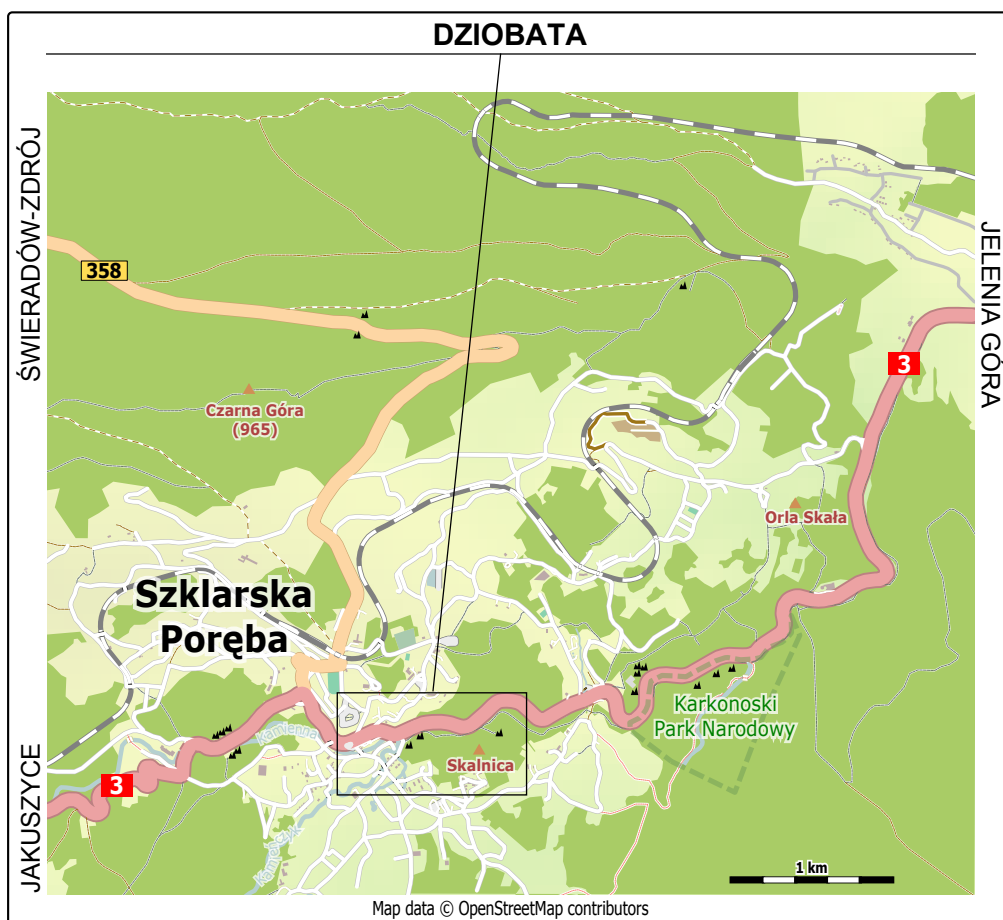 DZIOBATA
ŚWIERADÓW-ZDRÓJ
JELENIA GÓRA
358
3
Czarna Góra
(965)
Orla Skała
Szklarska
Poręba
Karkonoski
Park Narodowy
Kamienna
Skalnica
3
JAKUSZYCE
Kamieńczyk
1 km
Map data © OpenStreetMap contributors